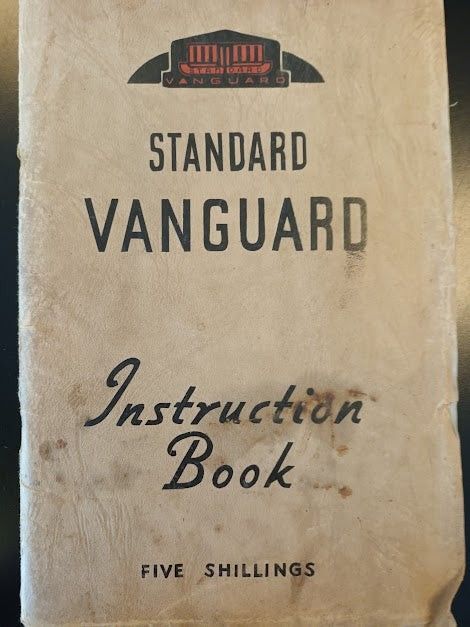 STANDARD
VANGUARD
STANDARD
VANGUARD
Instruction
Book
FIVE SHILLINGS